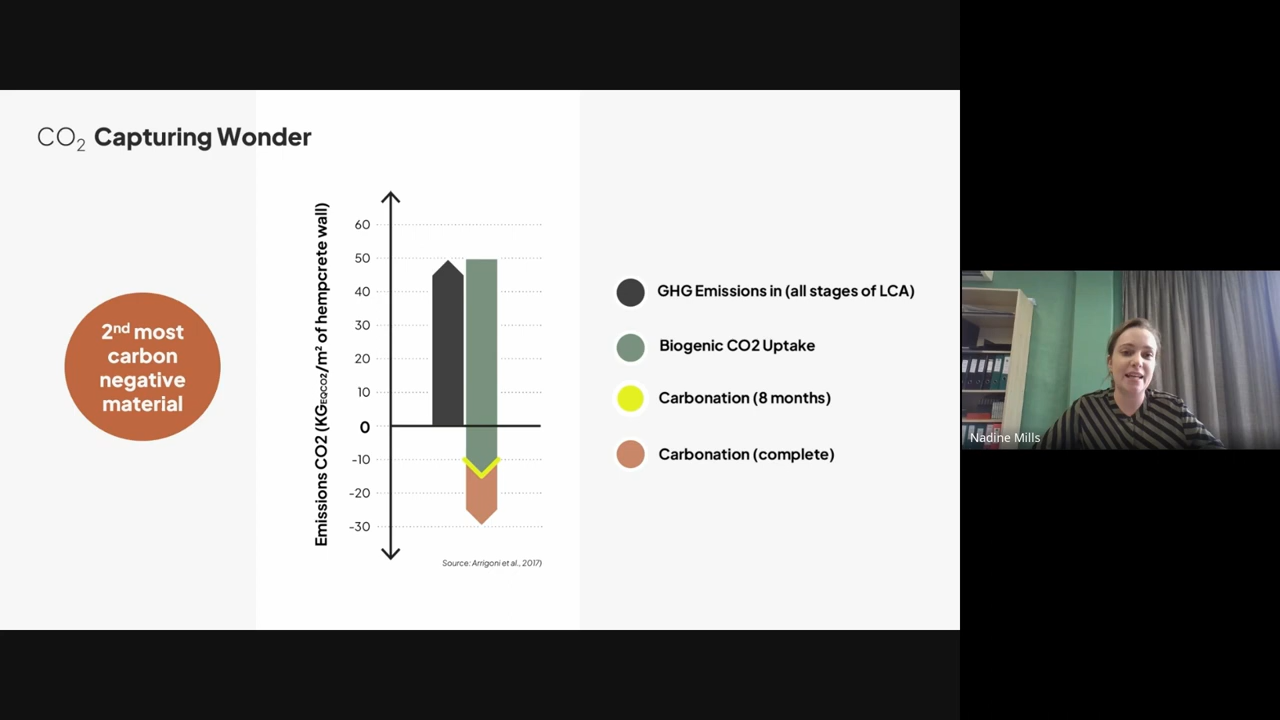 CO₂ Capturing Wonder
2nd most
carbon
negative
material
Emissions CO2 (KGEQCO2/m² of hempcrete wall)
60
50
40
30
20
10
0
-10
-20
-30
Source: Arrigoni et al., 2017)
GHG Emissions in (all stages of LCA)
Biogenic CO2 Uptake
Carbonation (8 months)
Carbonation (complete)
Nadine Mills